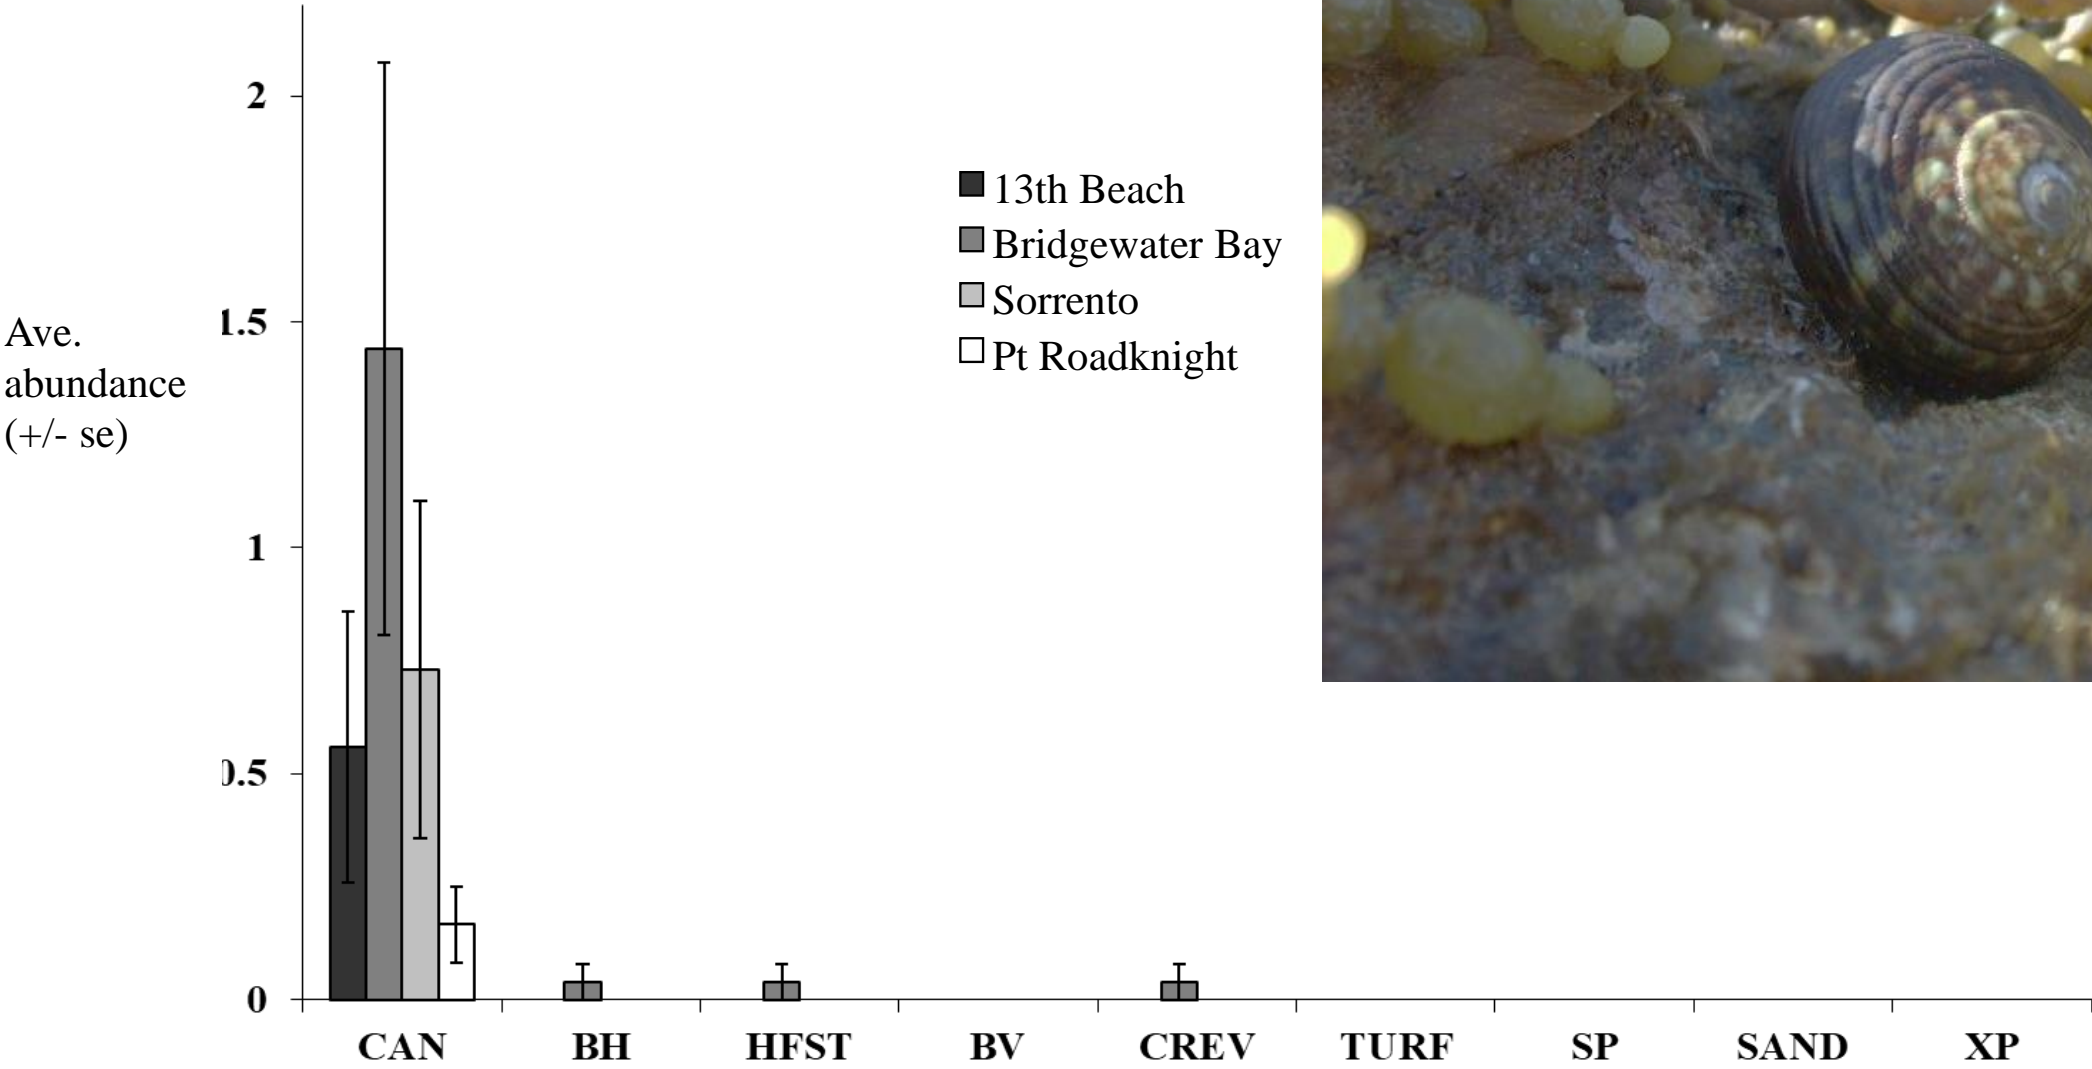 2
1.5
1
0.5
0
Ave.
abundance
(+/- se)
13th Beach
Bridgewater Bay
Sorrento
Pt Roadknight
CAN BH HFST BV CREV TURF SP SAND XP